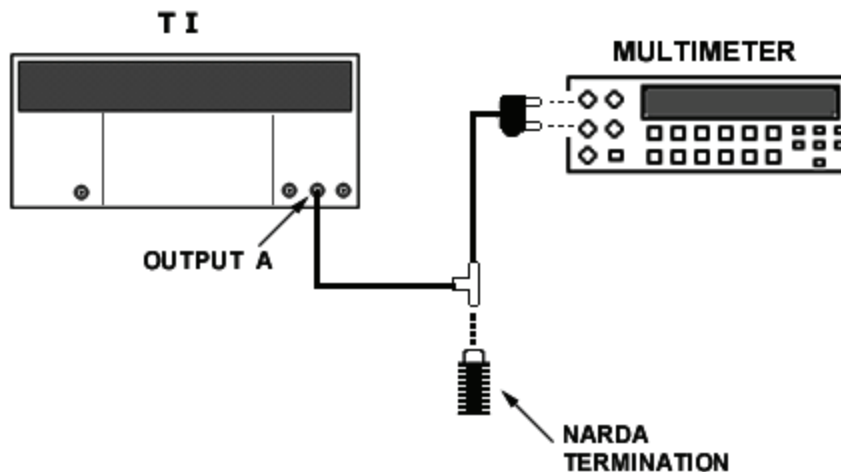 T I
MULTIMETER
OUTPUT A
NARDA
TERMINATION